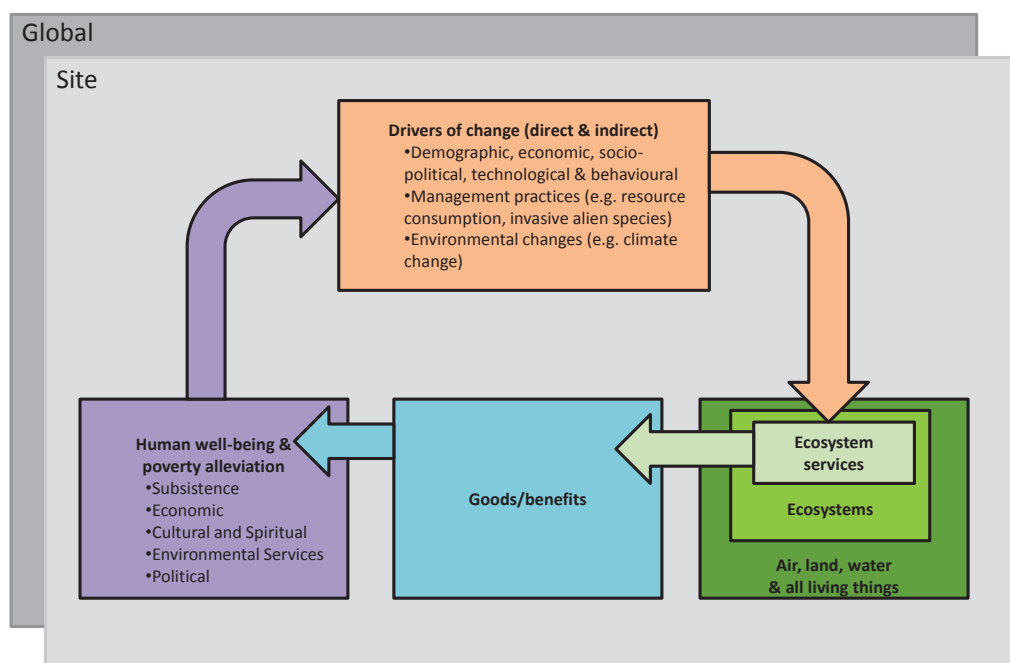 Global
Site
Drivers of change (direct & indirect)
•Demographic, economic, socio-
political, technological & behavioural
•Management practices (e.g. resource
consumption, invasive alien species)
•Environmental changes (e.g. climate
change)
Human well-being &
poverty alleviation
•Subsistence
•Economic
•Cultural and Spiritual
•Environmental Services
•Political
Goods/benefits
Ecosystem
services
Ecosystems
Air, land, water
& all living things